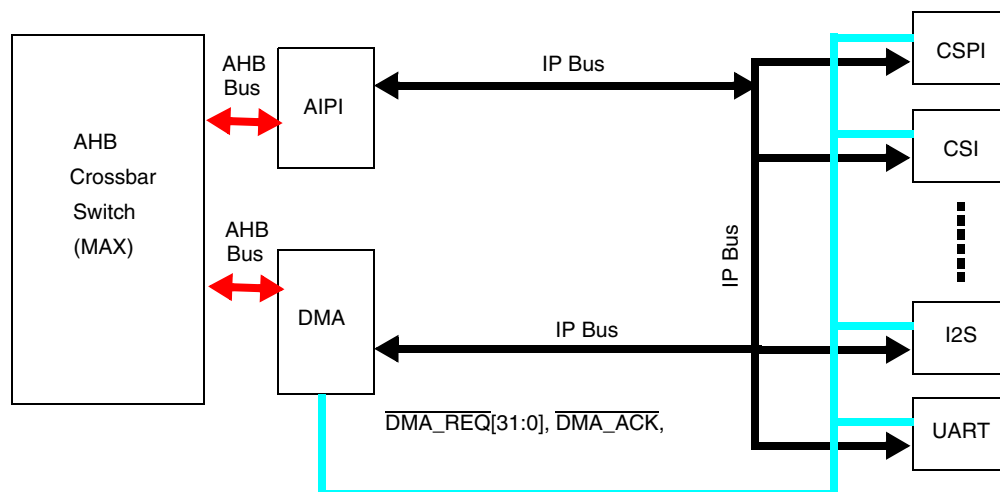 CSPI
AHB
Bus
IP Bus
AIPI
AHB
Crossbar
Switch
(MAX)
CSI
AHB
Bus
IP Bus
DMA
IP Bus
I2S
DMA_REQ[31:0], DMA_ACK,
UART